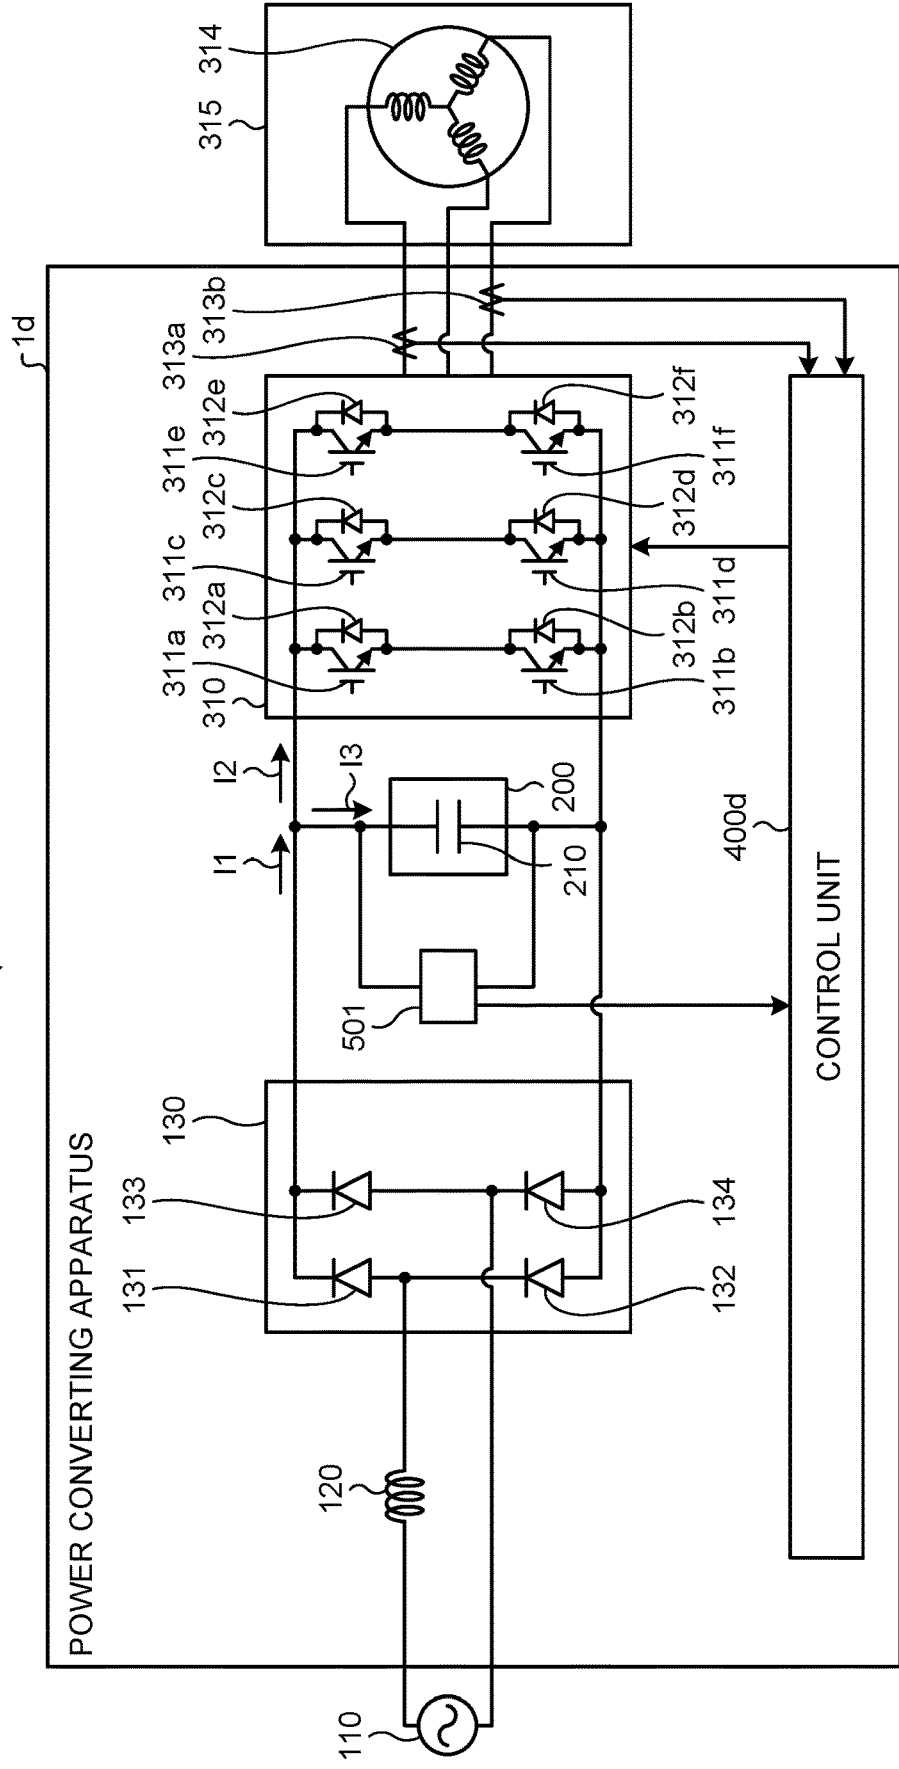 1d
POWER CONVERTING APPARATUS
315
314
313a
313b
310
311a
312a
311c
312c
311e
312e
130
131
133
I1
I2
I3
120
501
200
210
110
132
134
311b
312b
311d
312d
311f
312f
400d
CONTROL UNIT